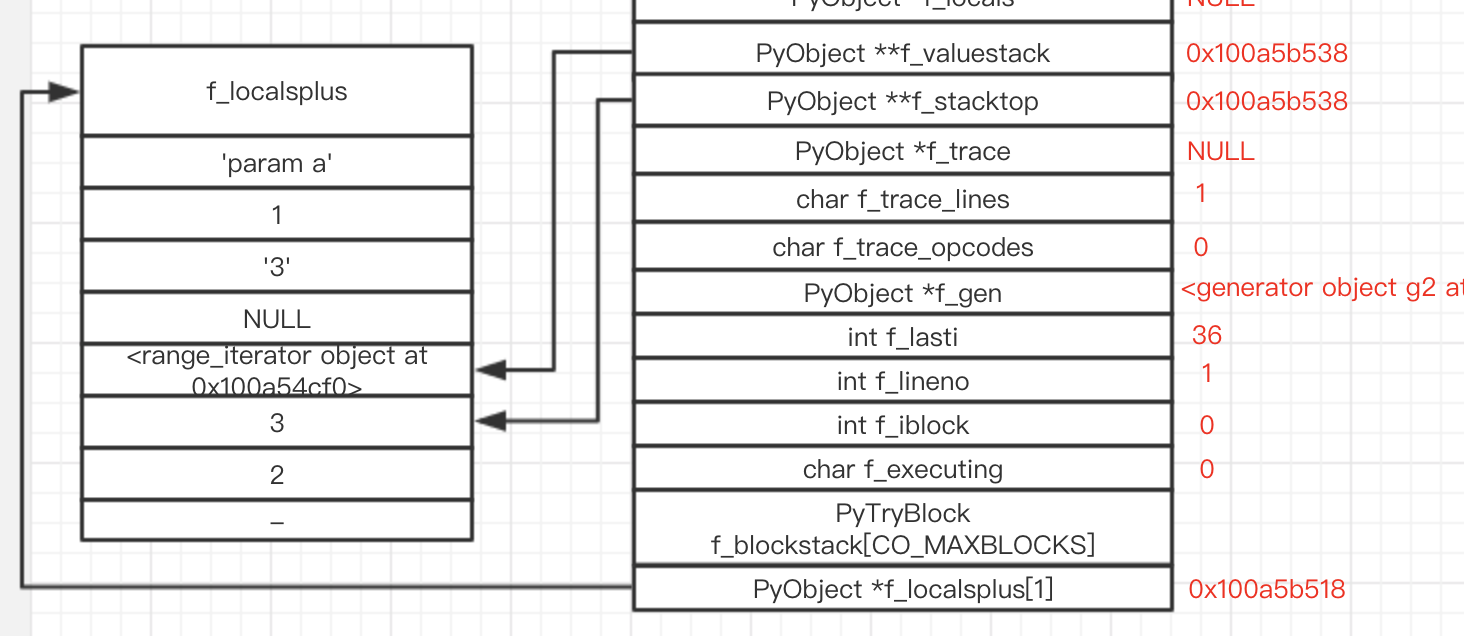 PyObject *f_locals
NULL
PyObject **f_valuestack
0x100a5b538
PyObject **f_stacktop
0x100a5b538
PyObject *f_trace
NULL
char f_trace_lines
1
char f_trace_opcodes
0
PyObject *f_gen
<generator object g2 at
int f_lasti
36
int f_lineno
1
int f_iblock
0
char f_executing
0
PyTryBlock
f_blockstack[CO_MAXBLOCKS]
PyObject *f_localsplus[1]
0x100a5b518
f_localsplus
'param a'
1
'3'
NULL
<range_iterator object at
0x100a54cf0>
3
2
–